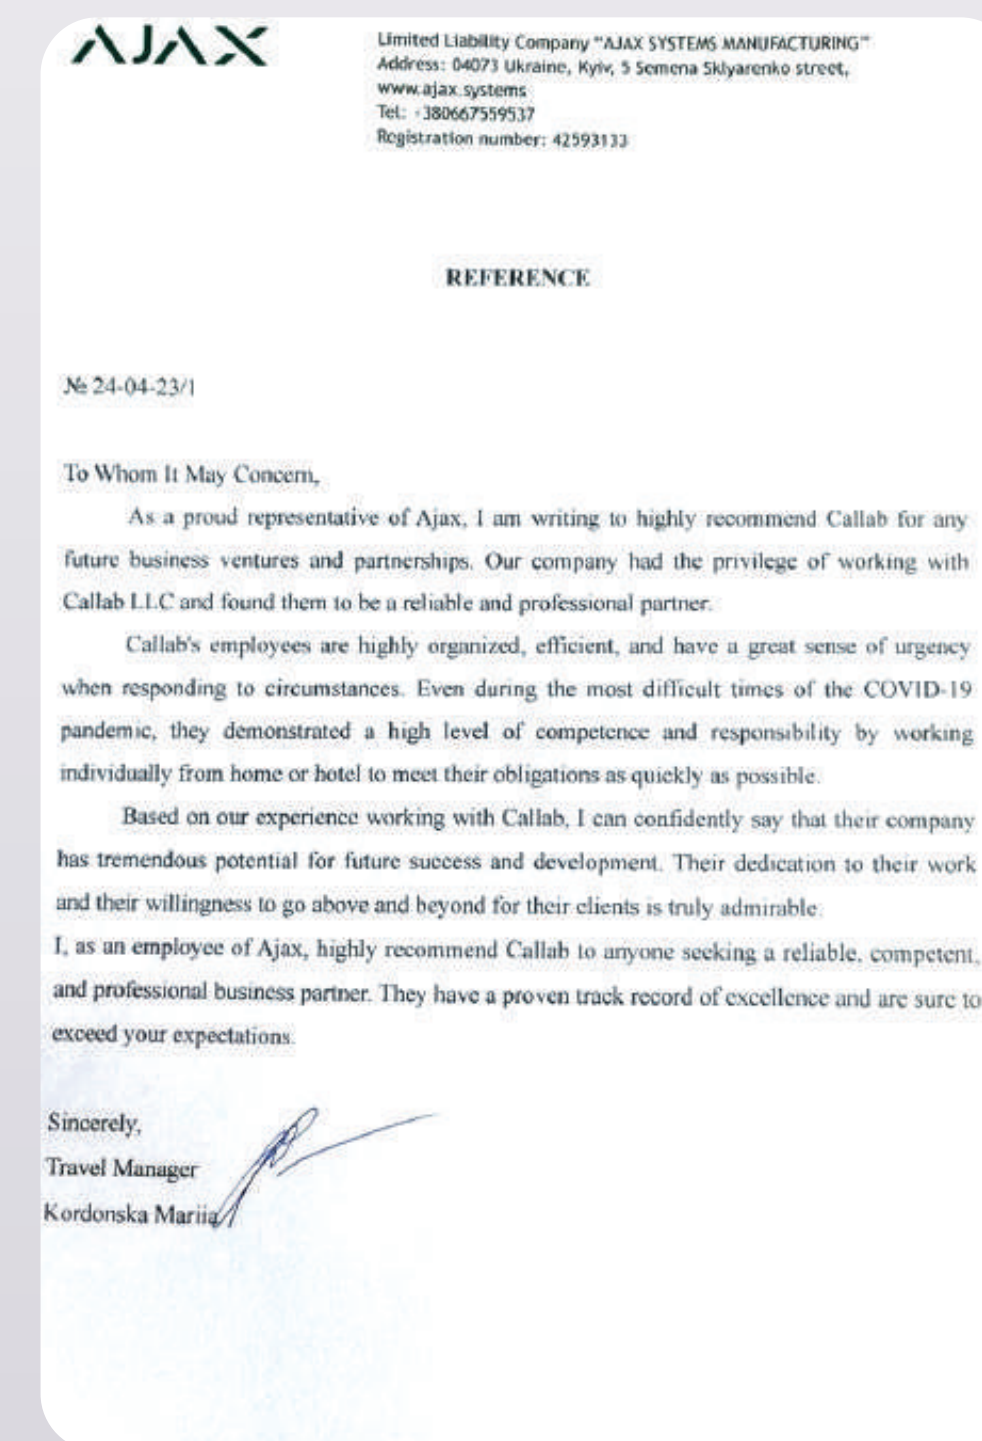 AJAX
Limited Liability Company "AJAX SYSTEMS MANUFACTURING"
Address: 04073 Ukraine, Kyiv, 5 Semena Sklyarenko street,
www.ajax.systems
Tel.: +380667559537
Registration number: 42593133
REFERENCE
№ 24-04-23/1
To Whom It May Concern,
As a proud representative of Ajax, I am writing to highly recommend Callab for any
future business ventures and partnerships. Our company had the privilege of working with
Callab LLC and found them to be a reliable and professional partner.
Callab's employees are highly organized, efficient, and have a great sense of urgency
when responding to circumstances. Even during the most difficult times of the COVID-19
pandemic, they demonstrated a high level of competence and responsibility by working
individually from home or hotel to meet their obligations as quickly as possible.
Based on our experience working with Callab, I can confidently say that their company
has tremendous potential for future success and development. Their dedication to their work
and their willingness to go above and beyond for their clients is truly admirable.
I, as an employee of Ajax, highly recommend Callab to anyone seeking a reliable, competent,
and professional business partner. They have a proven track record of excellence and are sure to
exceed your expectations.
Sincerely,
Travel Manager
Kordonska Mariia